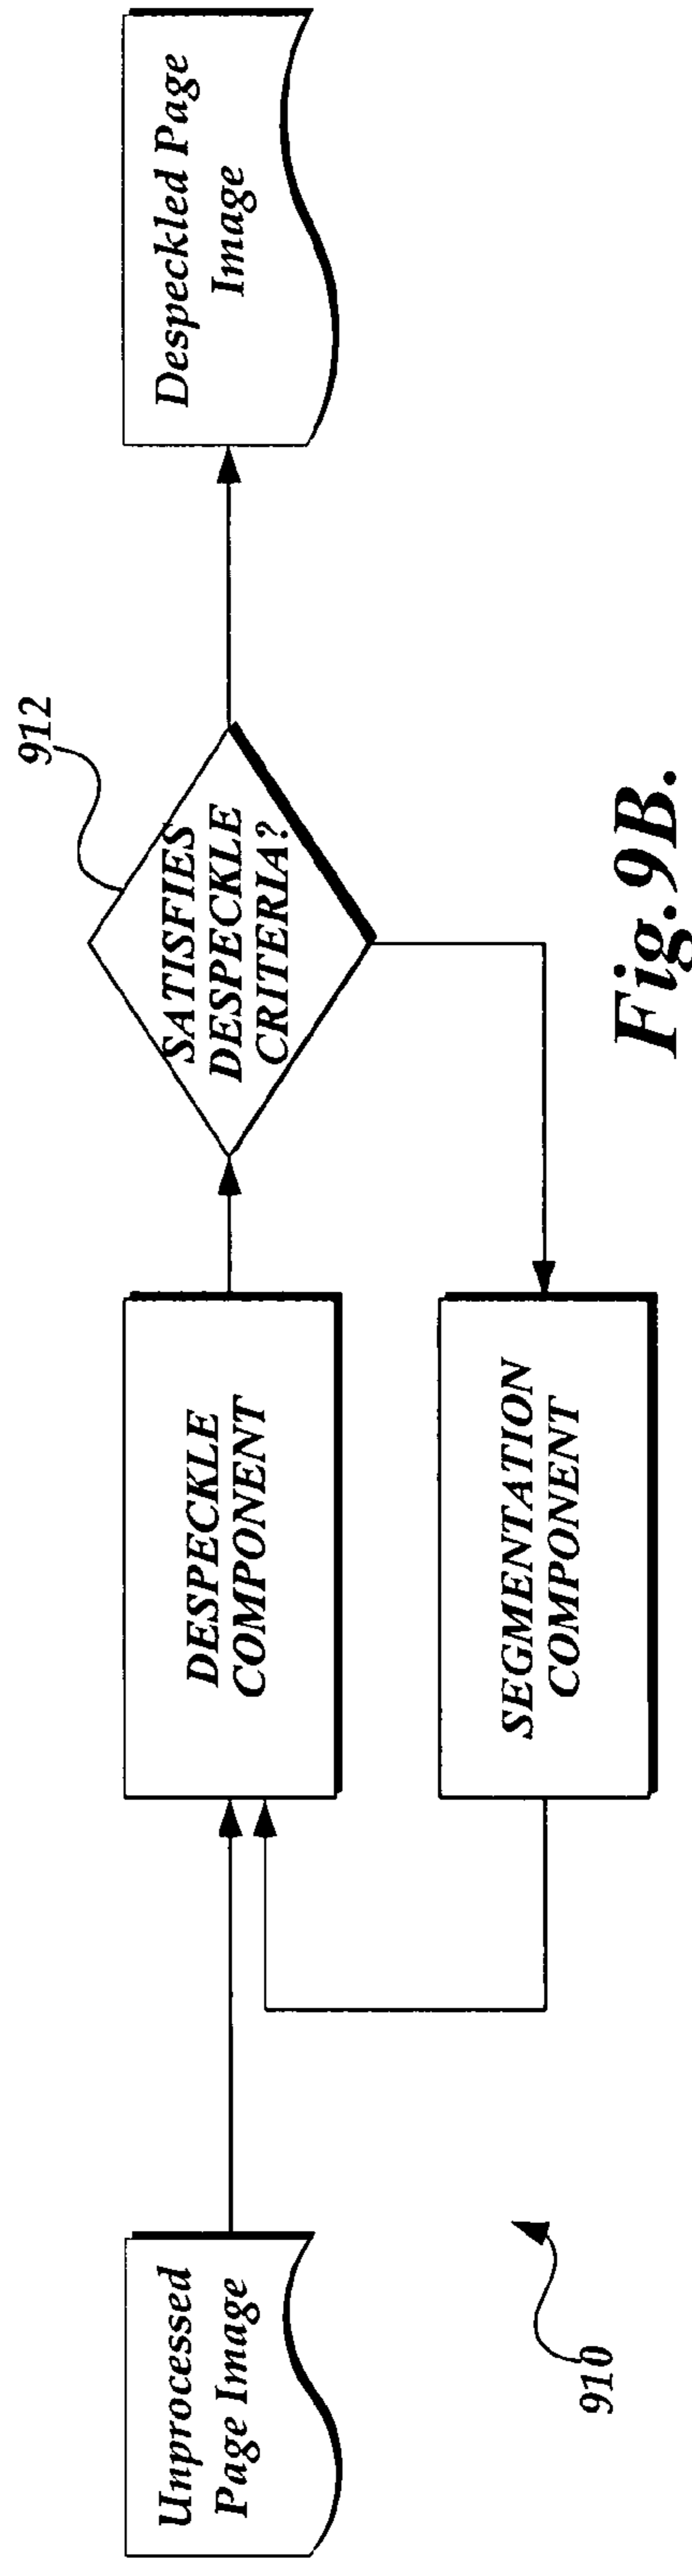 Unprocessed
Page Image
DESPECKLE
COMPONENT
SATISFIES
DESPECKLE
CRITERIA?
912
Despeckled Page
Image
SEGMENTATION
COMPONENT
910
Fig.9B.